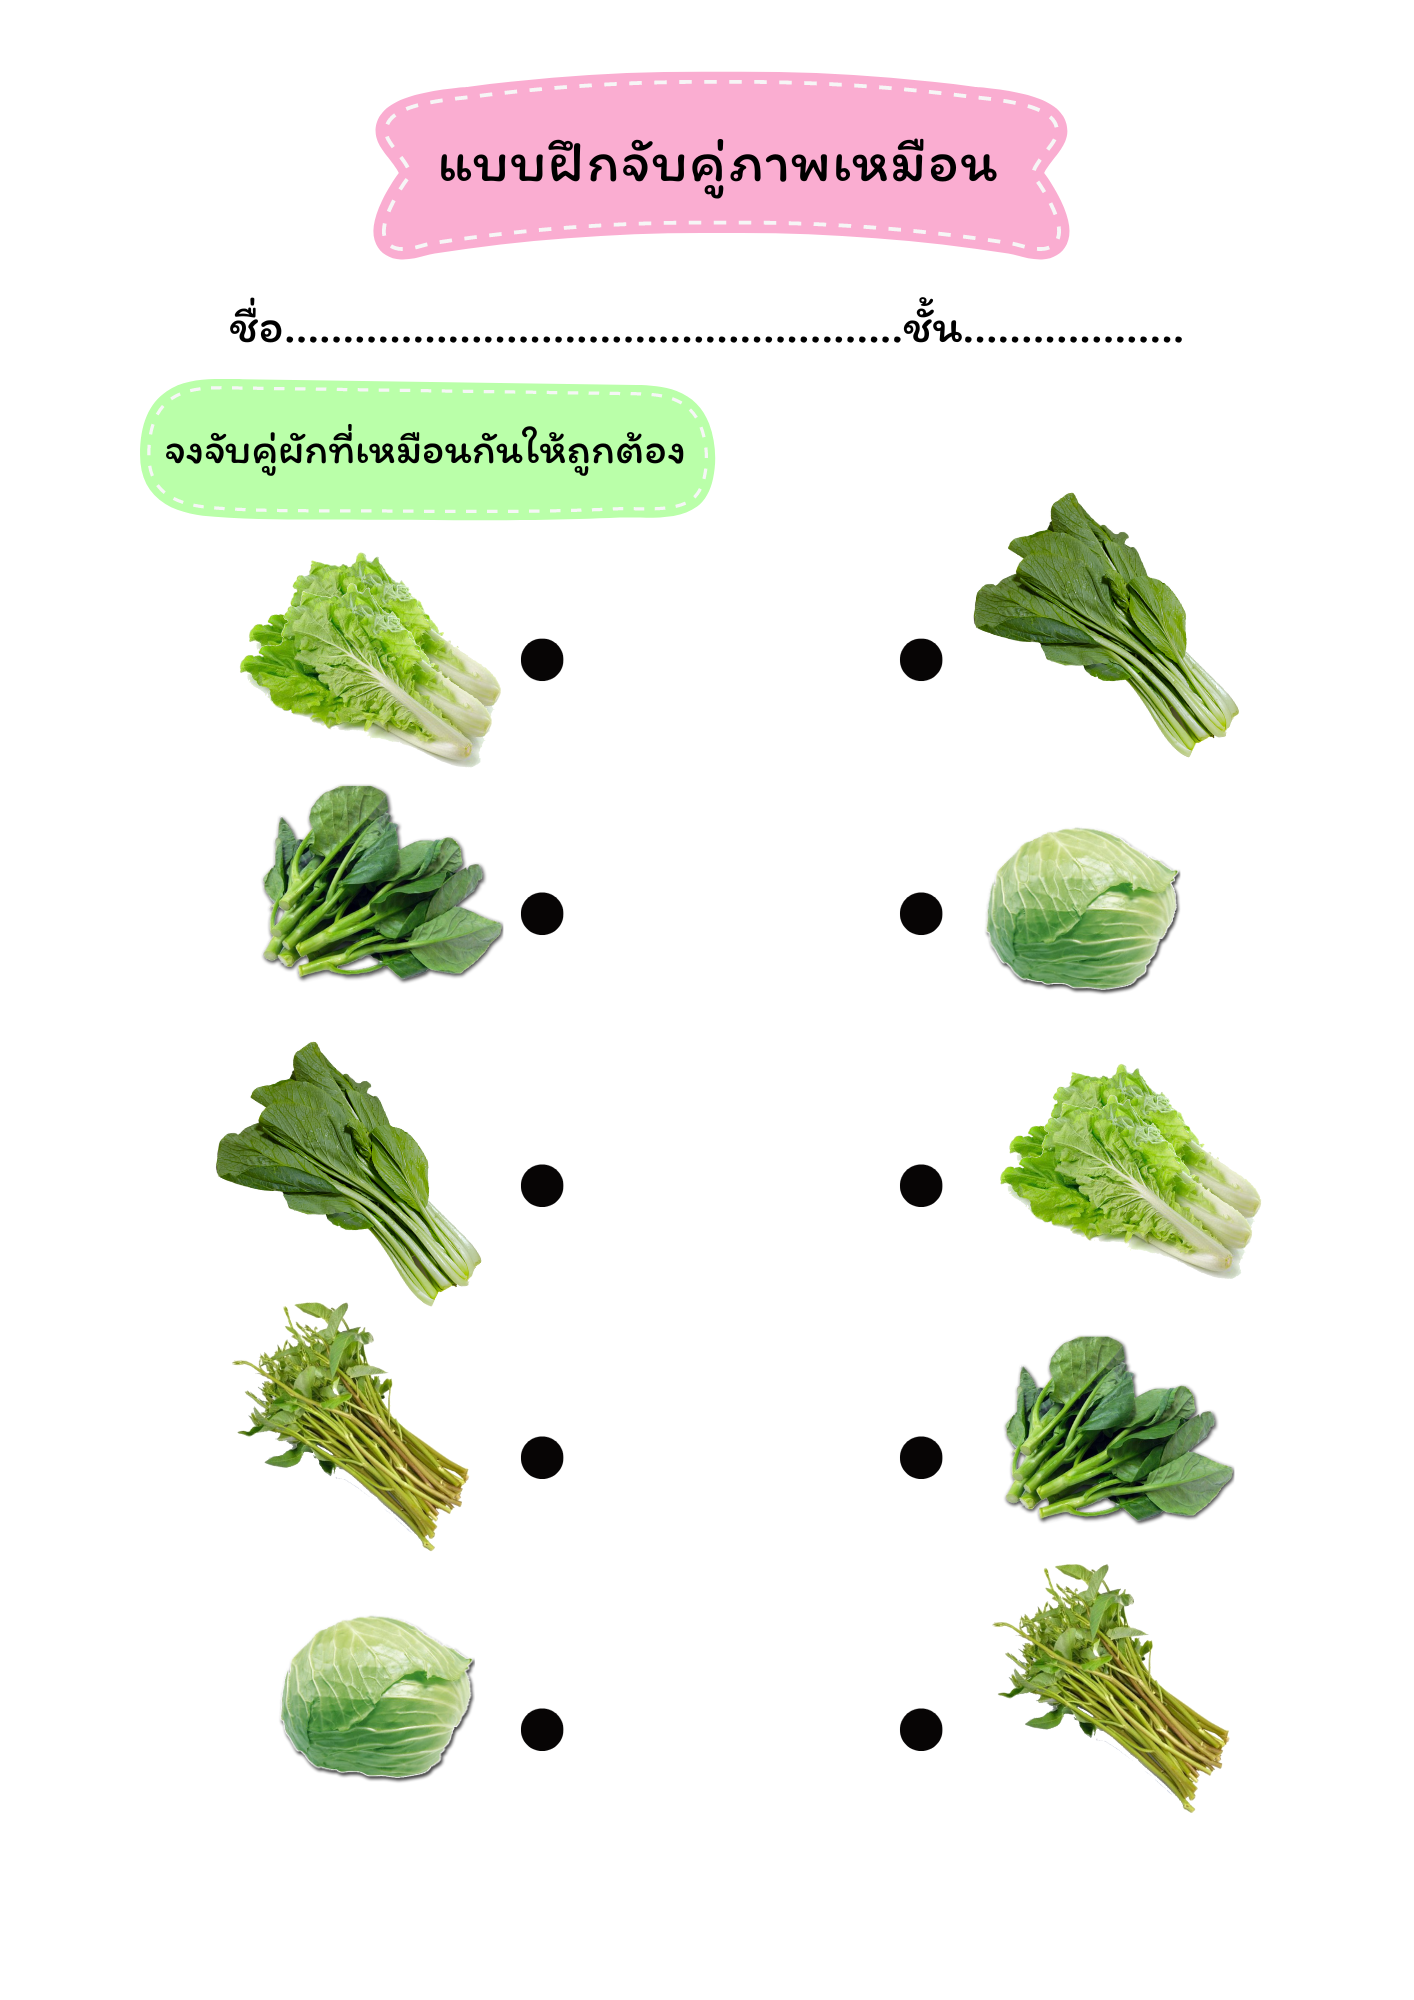 แบบฝึกจับคู่ภาพเหมือน
ชื่อ.....................................................ชั้น...................
จงจับคู่ผักที่เหมือนกันให้ถูกต้อง